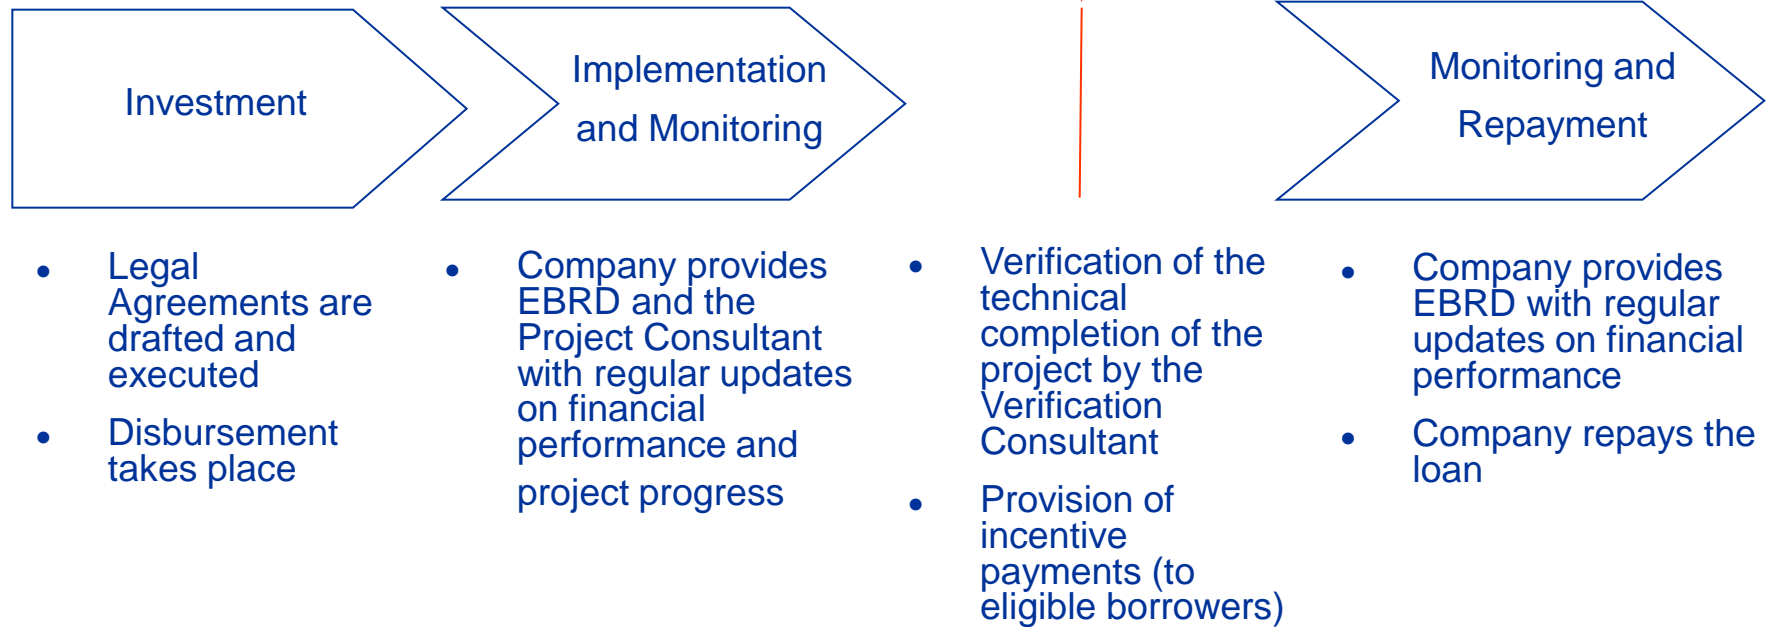 Investment
Implementation
and Monitoring
Monitoring and
Repayment
• Legal
Agreements are
drafted and
executed
• Disbursement
takes place
• Company provides
EBRD and the
Project Consultant
with regular updates
on financial
performance and
project progress
• Verification of the
technical
completion of the
project by the
Verification
Consultant
• Provision of
incentive
payments (to
eligible borrowers)
• Company provides
EBRD with regular
updates on financial
performance
• Company repays the
loan